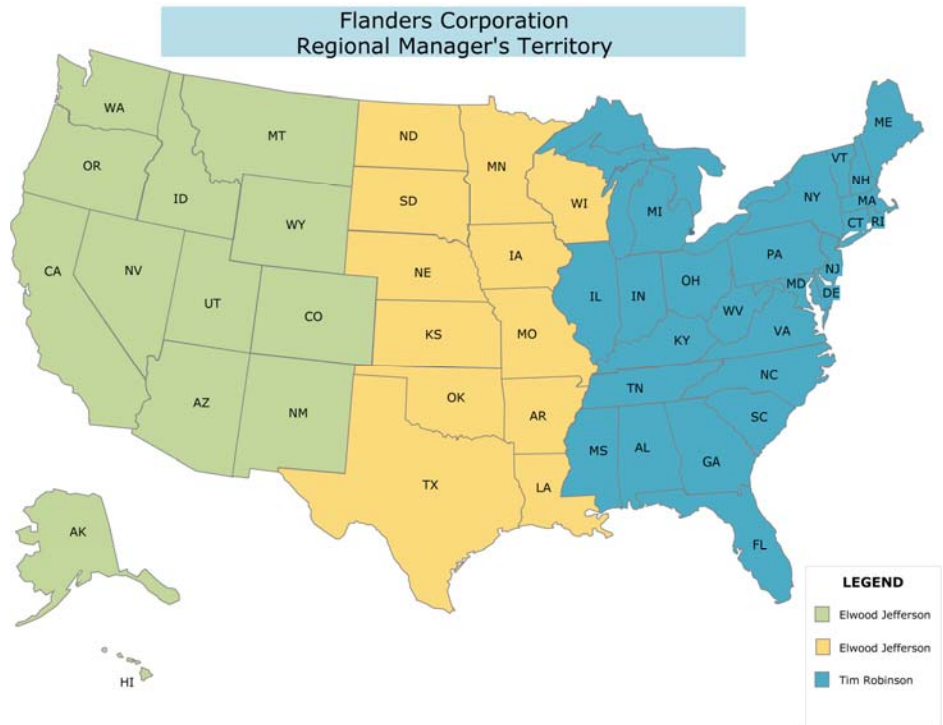 Flanders Corporation
Regional Manager's Territory
WA
OR
ID
MT
WY
CA
NV
UT
CO
AZ
NM
AK
HI
ND
SD
NE
KS
OK
TX
MN
IA
MO
AR
LA
WI
MI
IL
IN
OH
KY
TN
MS
AL
GA
FL
SC
NC
VA
WV
MD
DE
PA
NJ
NY
CT
RI
MA
VT
NH
ME
LEGEND
Elwood Jefferson
Elwood Jefferson
Tim Robinson